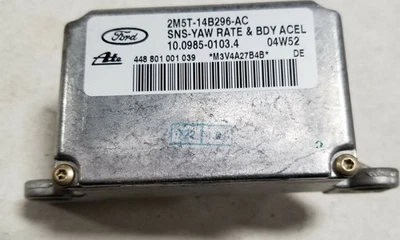 Ford
2M5T-14B296-AC
SNS-YAW RATE & BDY ACEL
10.0985-0103.4 04W52
Ate
448 801 001 039 *M3V4A27B4B* DE